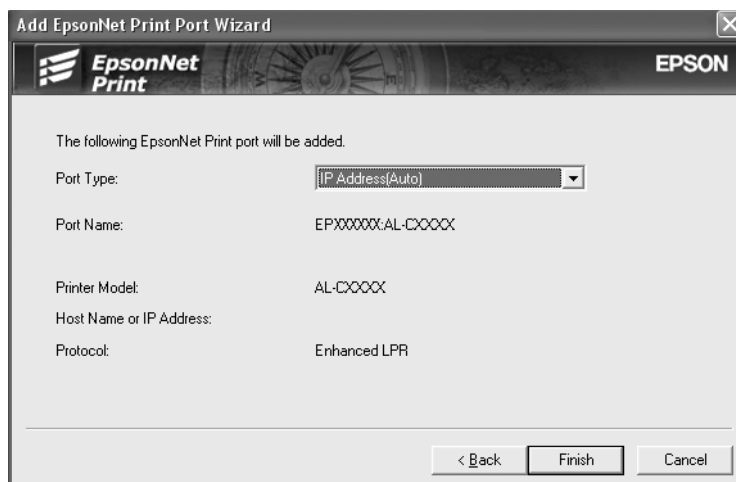 Add EpsonNet Print Port Wizard
EpsonNet
Print
EPSON
The following EpsonNet Print port will be added.
Port Type: IP Address(Auto)
Port Name: EPXXXXXX:AL-CXXXX
Printer Model: AL-CXXXX
Host Name or IP Address:
Protocol: Enhanced LPR
< Back Finish Cancel